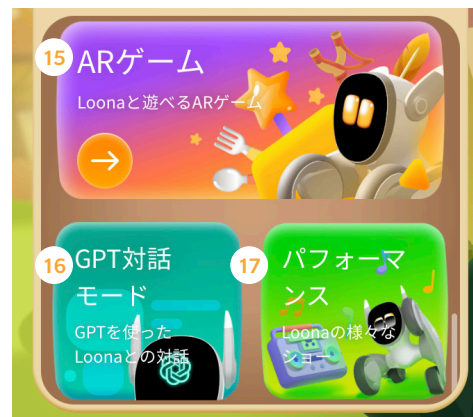 15
ARゲーム
Loonaと遊べるARゲーム
16
GPT対話
モード
GPTを使った
Loonaとの対話
17
パフォーマ
ンス
Loonaの様々な
ショー